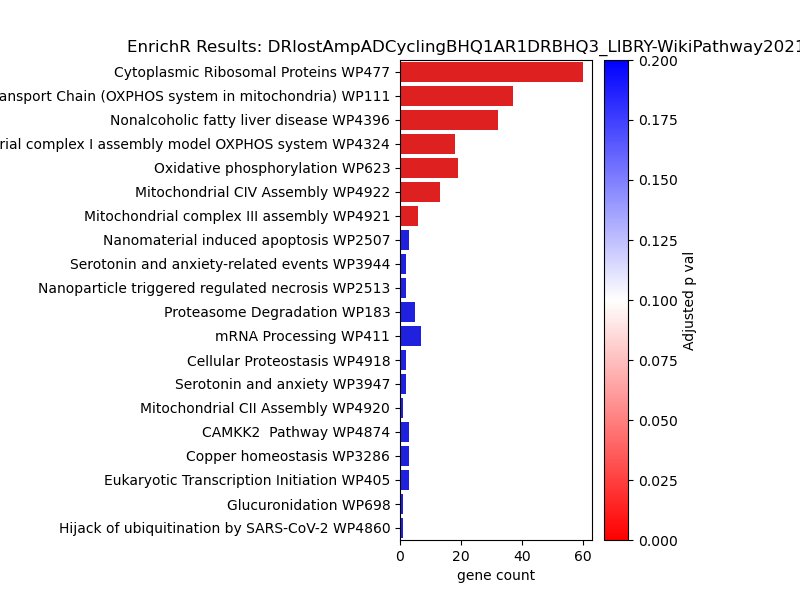 EnrichR Results: DRlostAmpADCyclingBHQ1AR1DRBHQ3_LIBRY-WikiPathway2021
Cytoplasmic Ribosomal Proteins WP477
ansport Chain (OXPHOS system in mitochondria) WP111
Nonalcoholic fatty liver disease WP4396
rial complex I assembly model OXPHOS system WP4324
Oxidative phosphorylation WP623
Mitochondrial CIV Assembly WP4922
Mitochondrial complex III assembly WP4921
Nanomaterial induced apoptosis WP2507
Serotonin and anxiety-related events WP3944
Nanoparticle triggered regulated necrosis WP2513
Proteasome Degradation WP183
mRNA Processing WP411
Cellular Proteostasis WP4918
Serotonin and anxiety WP3947
Mitochondrial CII Assembly WP4920
CAMKK2  Pathway WP4874
Copper homeostasis WP3286
Eukaryotic Transcription Initiation WP405
Glucuronidation WP698
Hijack of ubiquitination by SARS-CoV-2 WP4860
0 20 40 60
gene count
0.200
0.175
0.150
0.125
0.100
0.075
0.050
0.025
0.000
Adjusted p val